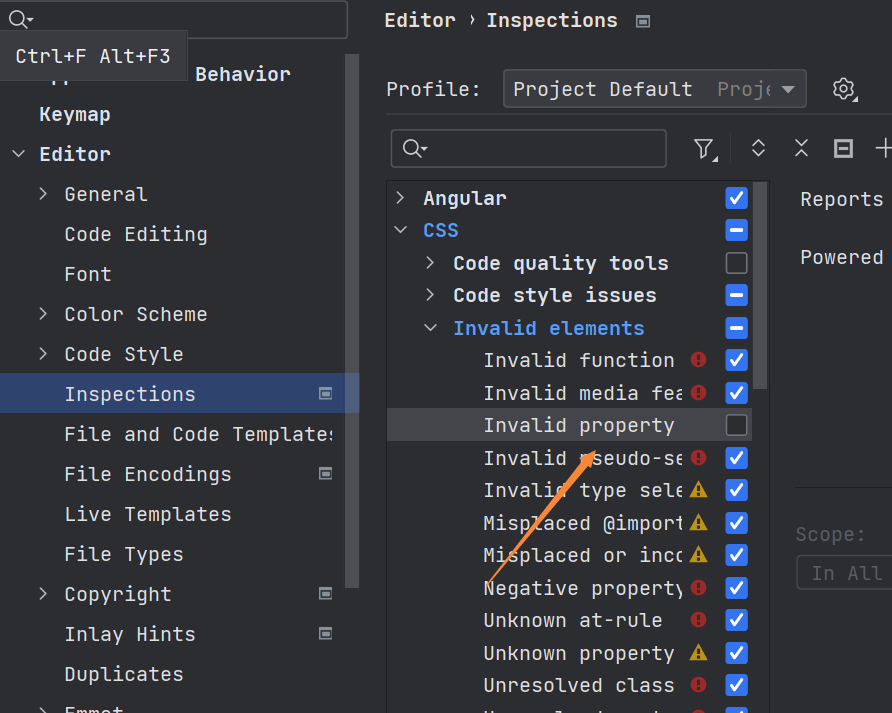 Ctrl+F Alt+F3
Behavior
Keymap
Editor
General
Code Editing
Font
Color Scheme
Code Style
Inspections
File and Code Templates
File Encodings
Live Templates
File Types
Copyright
Inlay Hints
Duplicates
Emmet
Editor › Inspections
Profile: Project Default Proje
Angular
CSS
Code quality tools
Code style issues
Invalid elements
Invalid function
Invalid media fea
Invalid property
Invalid pseudo-se
Invalid type sele
Misplaced @import
Misplaced or inco
Negative property
Unknown at-rule
Unknown property
Unresolved class
Reports
Powered
Scope:
In All